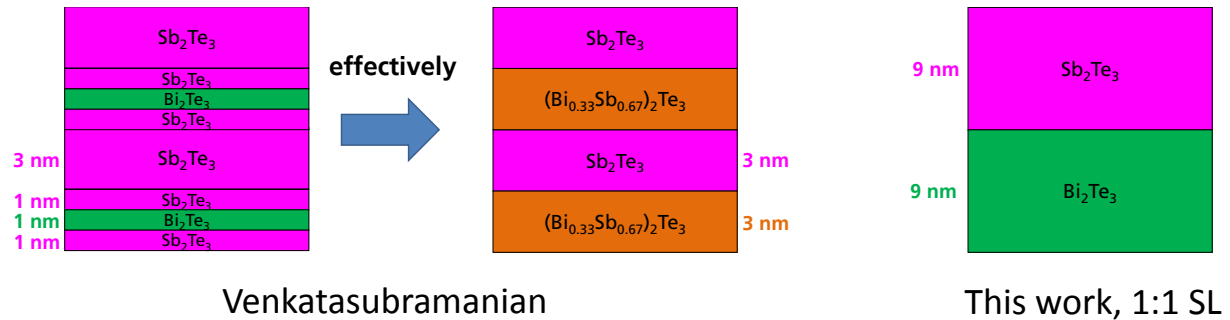 Sb₂Te₃
Sb₂Te₃
Bi₂Te₃
Sb₂Te₃
3 nm Sb₂Te₃
1 nm Sb₂Te₃
1 nm Bi₂Te₃
1 nm Sb₂Te₃
effectively
Sb₂Te₃
(Bi₀.₃₃Sb₀.₆₇)₂Te₃
Sb₂Te₃ 3 nm
(Bi₀.₃₃Sb₀.₆₇)₂Te₃ 3 nm
Venkatasubramanian
9 nm Sb₂Te₃
9 nm Bi₂Te₃
This work, 1:1 SL